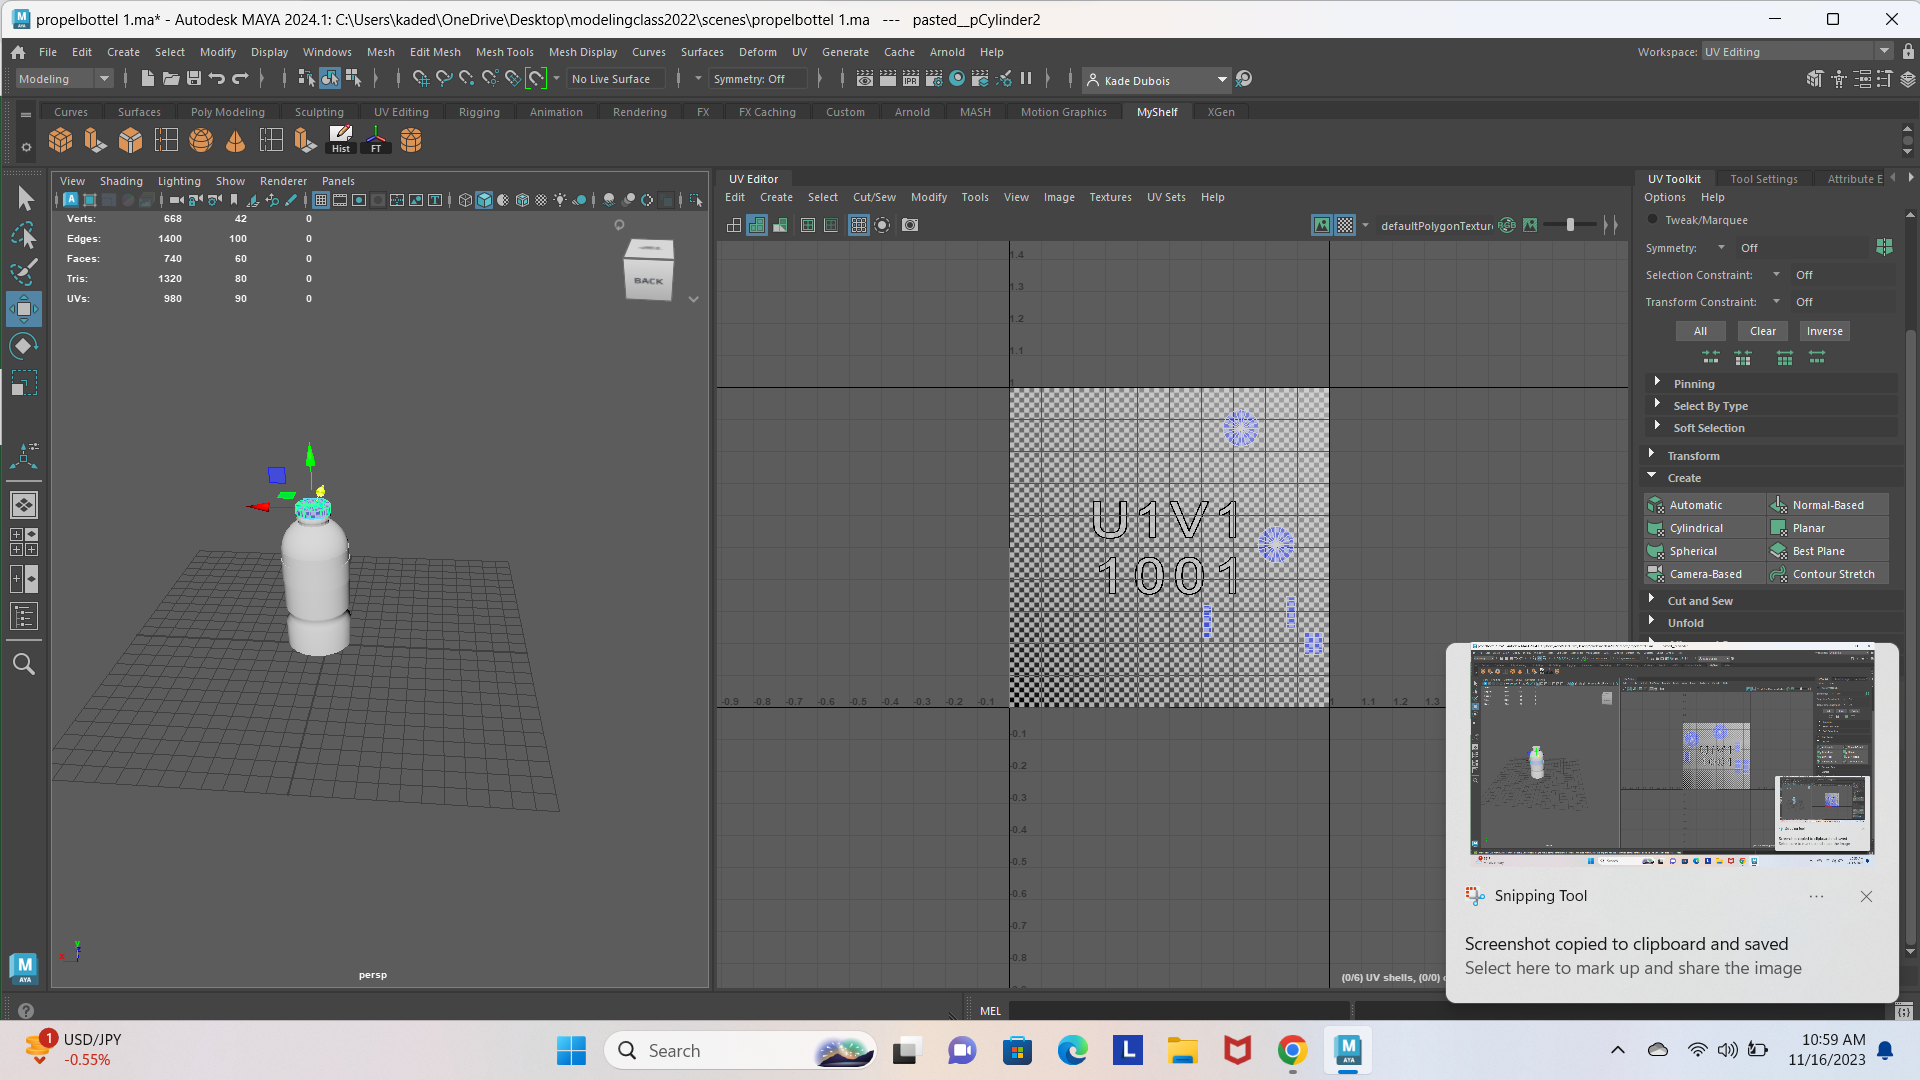 propelbottel 1.ma* - Autodesk MAYA 2024.1: C:\Users\kaded\OneDrive\Desktop\modelingclass2022\scenes\propelbottel 1.ma --- pasted__pCylinder2
File Edit Create Select Modify Display Windows Mesh Edit Mesh Mesh Tools Mesh Display Curves Surfaces Deform UV Generate Cache Arnold Help
Workspace: UV Editing
Modeling
No Live Surface
Symmetry: Off
IPR
Kade Dubois
Curves Surfaces Poly Modeling Sculpting UV Editing Rigging Animation Rendering FX FX Caching Custom Arnold MASH Motion Graphics MyShelf XGen
Hist
FT
View Shading Lighting Show Renderer Panels
Verts: 668 42 0
Edges: 1400 100 0
Faces: 740 60 0
Tris: 1320 80 0
UVs: 980 90 0
BACK
persp
UV Editor
Edit Create Select Cut/Sew Modify Tools View Image Textures UV Sets Help
defaultPolygonTextur
1.4
1.3
1.2
1.1
1
U1V1
1001
-0.9 -0.8 -0.7 -0.6 -0.5 -0.4 -0.3 -0.2 -0.1 1 1.1 1.2 1.3
-0.1
-0.2
-0.3
-0.4
-0.5
-0.6
-0.7
-0.8
(0/6) UV shells, (0/0)
UV Toolkit Tool Settings Attribute E
Options Help
Tweak/Marquee
Symmetry: Off
Selection Constraint: Off
Transform Constraint: Off
All Clear Inverse
Pinning
Select By Type
Soft Selection
Transform
Create
Automatic Normal-Based
Cylindrical Planar
Spherical Best Plane
Camera-Based Contour Stretch
Cut and Sew
Unfold
Snipping Tool
Screenshot copied to clipboard and saved
Select here to mark up and share the image
M
AYA
MEL
1
USD/JPY
-0.55%
Search
L
M
AYA
10:59 AM
11/16/2023